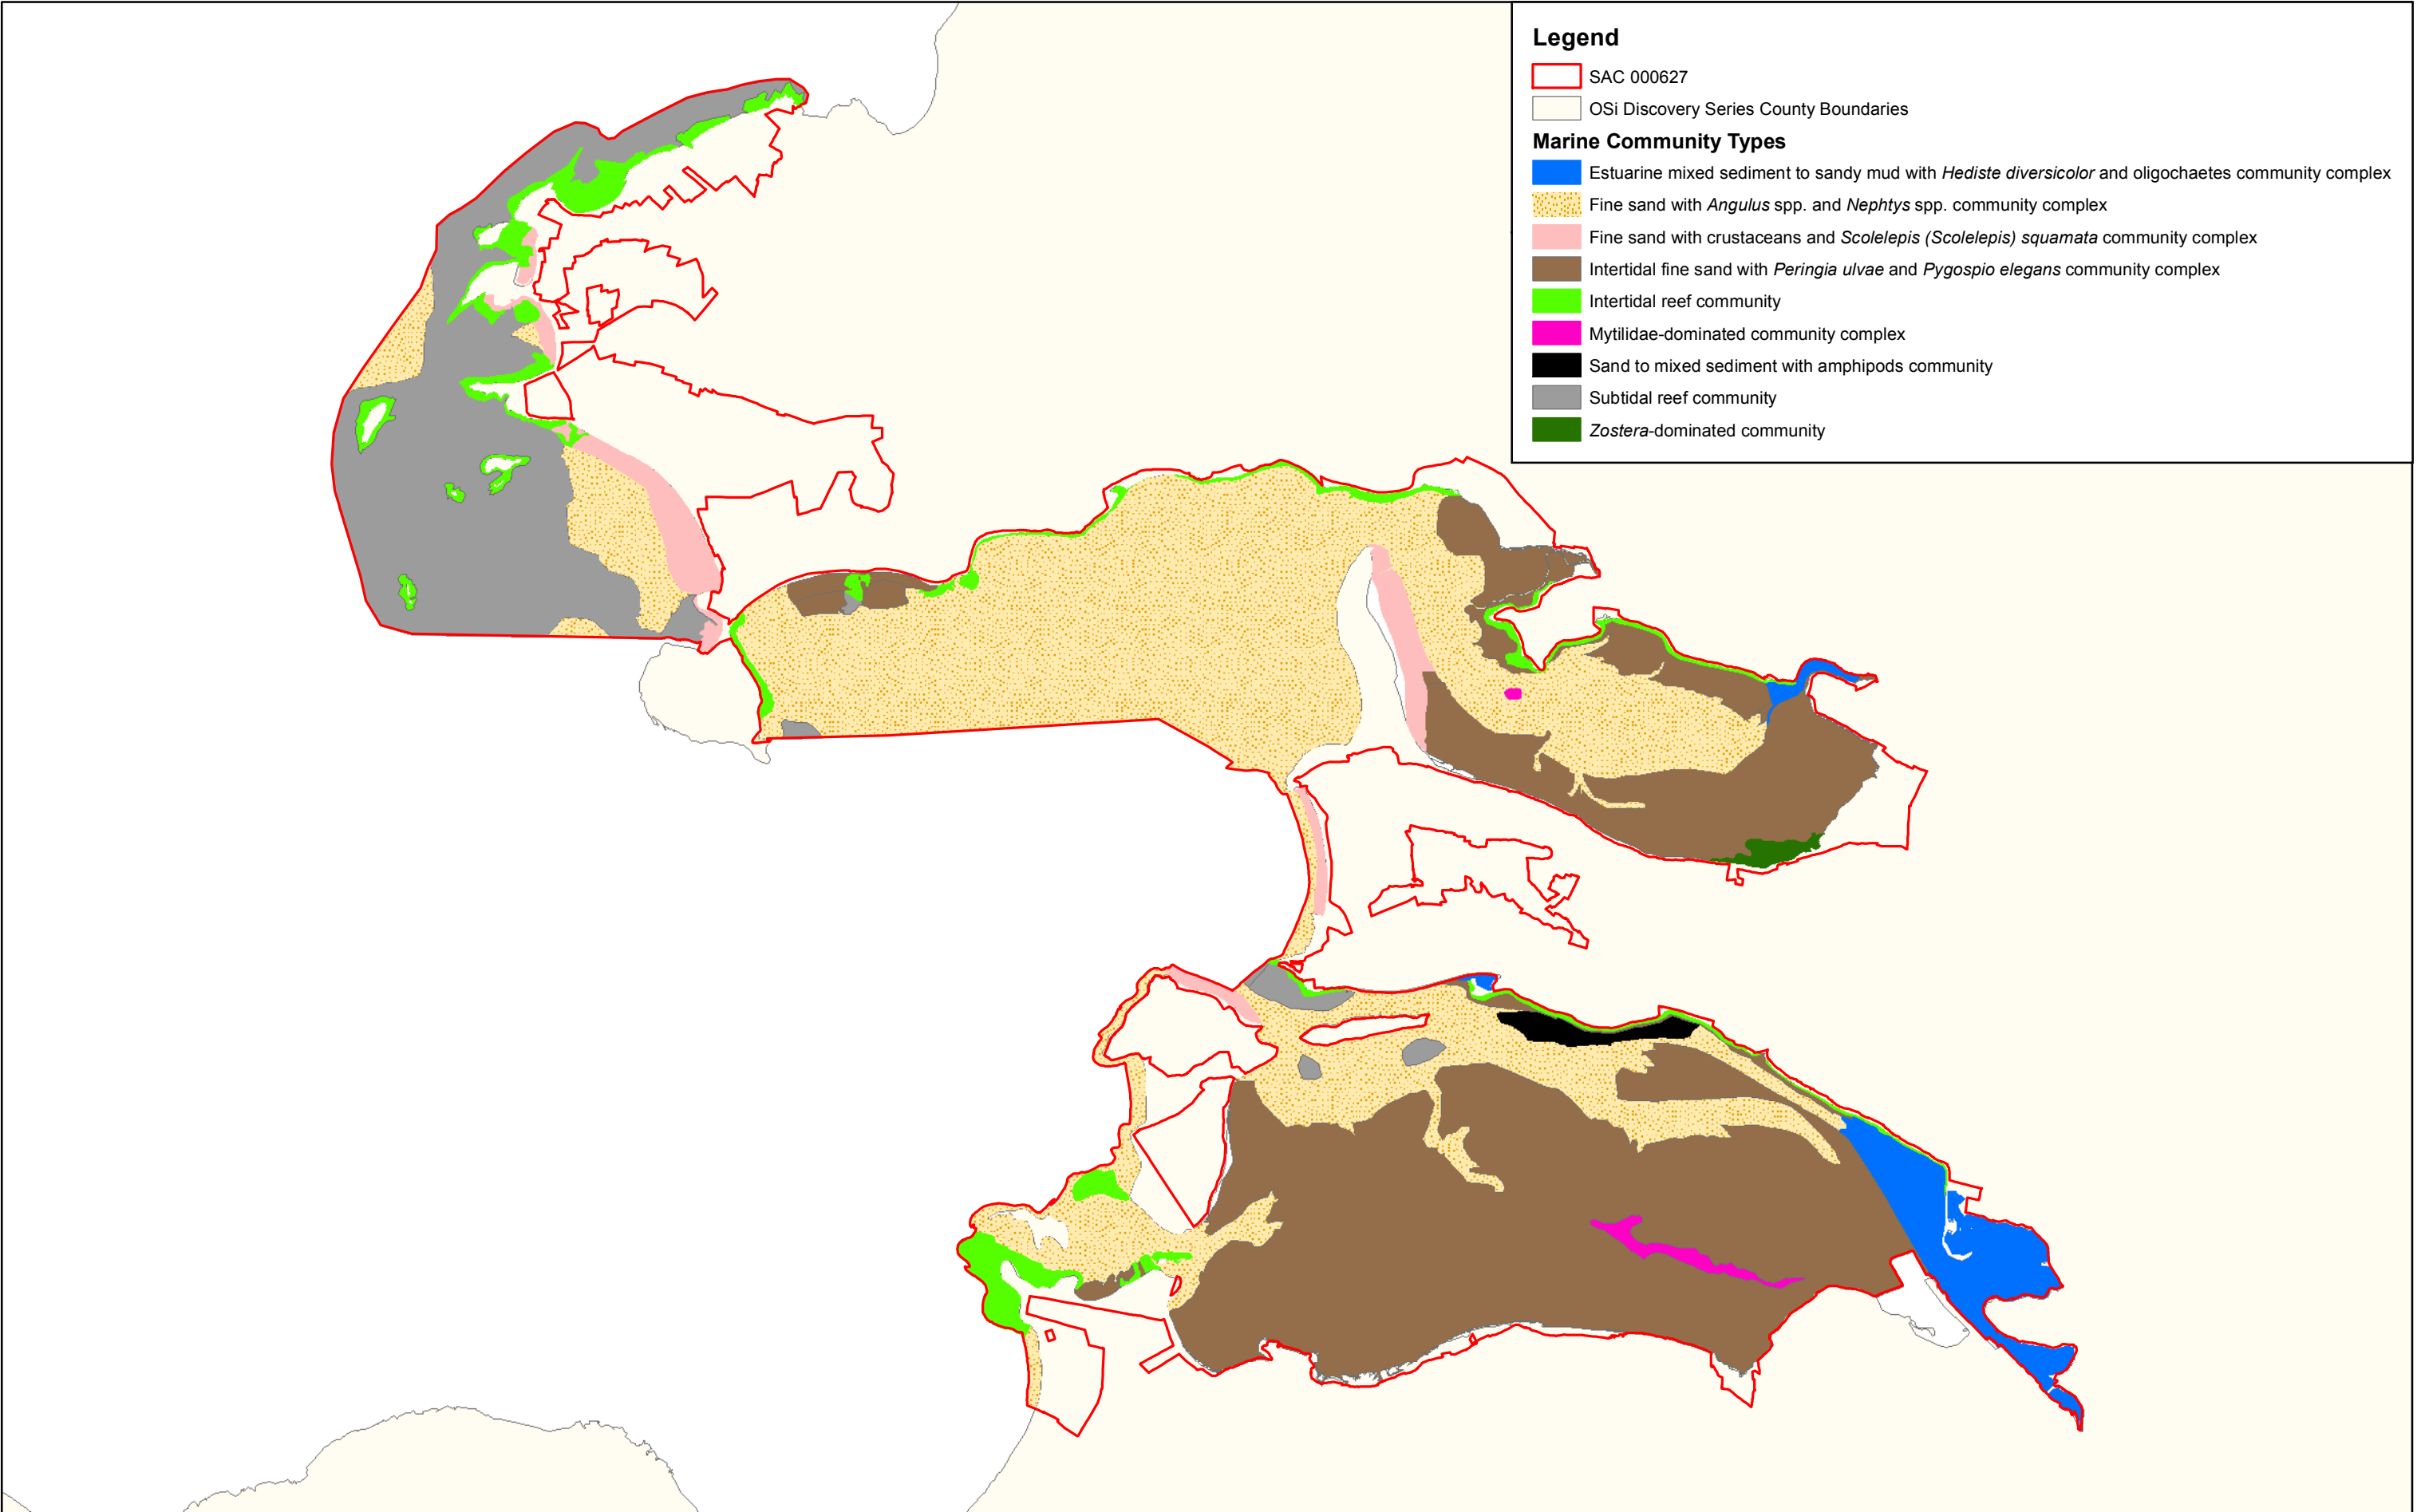 Legend
SAC 000627
OSi Discovery Series County Boundaries
Marine Community Types
Estuarine mixed sediment to sandy mud with Hediste diversicolor and oligochaetes community complex
Fine sand with Angulus spp. and Nephtys spp. community complex
Fine sand with crustaceans and Scolelepis (Scolelepis) squamata community complex
Intertidal fine sand with Peringia ulvae and Pygospio elegans community complex
Intertidal reef community
Mytilidae-dominated community complex
Sand to mixed sediment with amphipods community
Subtidal reef community
Zostera-dominated community